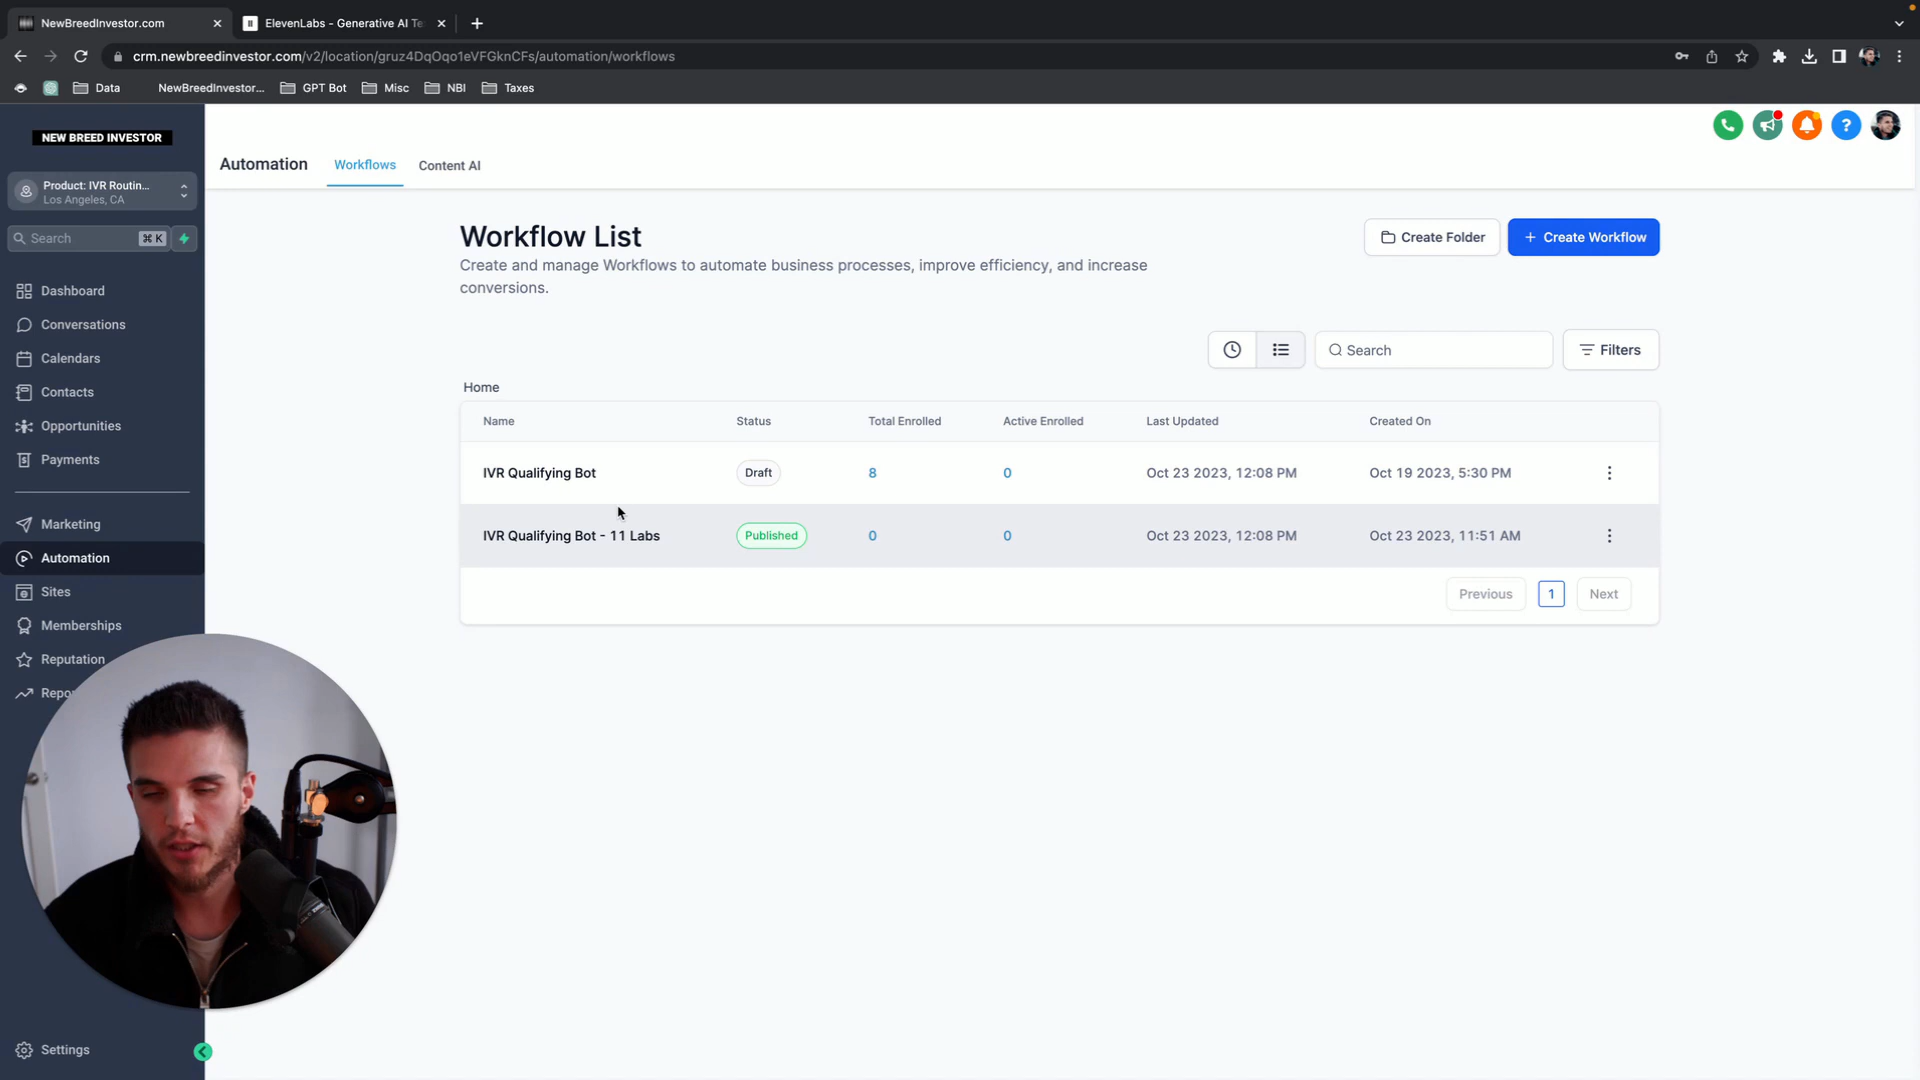 NewBreedInvestor.com
ElevenLabs - Generative AI Te
crm.newbreedinvestor.com/v2/location/gruz4DqOqo1eVFGknCFs/automation/workflows
Data
NewBreedInvestor...
GPT Bot
Misc
NBI
Taxes
NEW BREED INVESTOR
Product: IVR Routin...
Los Angeles, CA
Search
⌘ K
Dashboard
Conversations
Calendars
Contacts
Opportunities
Payments
Marketing
Automation
Sites
Memberships
Reputation
Repo
Settings
Automation
Workflows
Content AI
Workflow List
Create and manage Workflows to automate business processes, improve efficiency, and increase
conversions.
Create Folder
+ Create Workflow
Search
Filters
Home
Name Status Total Enrolled Active Enrolled Last Updated Created On
IVR Qualifying Bot Draft 8 0 Oct 23 2023, 12:08 PM Oct 19 2023, 5:30 PM
IVR Qualifying Bot - 11 Labs Published 0 0 Oct 23 2023, 12:08 PM Oct 23 2023, 11:51 AM
Previous 1 Next